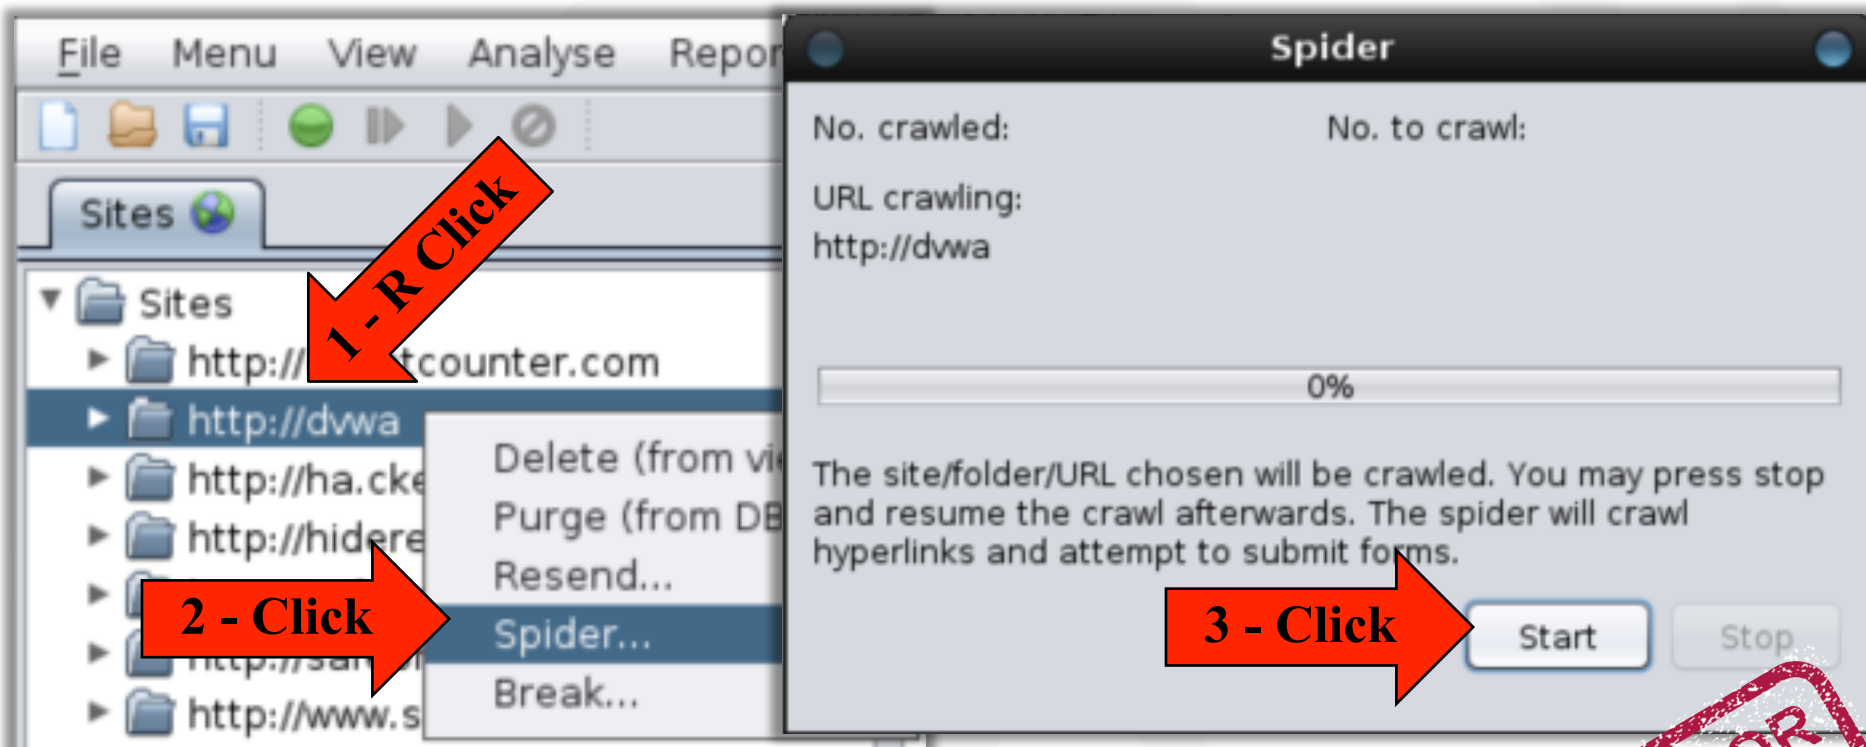 File Menu View Analyse Repor
Sites
Sites
http:// tcounter.com
http://dvwa
http://ha.cke
http://hidere
http://www.s
1 - R Click
Delete (from vie
Purge (from DB
Resend...
Spider...
Break...
2 - Click
Spider
No. crawled: No. to crawl:
URL crawling:
http://dvwa
0%
The site/folder/URL chosen will be crawled. You may press stop
and resume the crawl afterwards. The spider will crawl
hyperlinks and attempt to submit forms.
3 - Click
Start Stop
OR